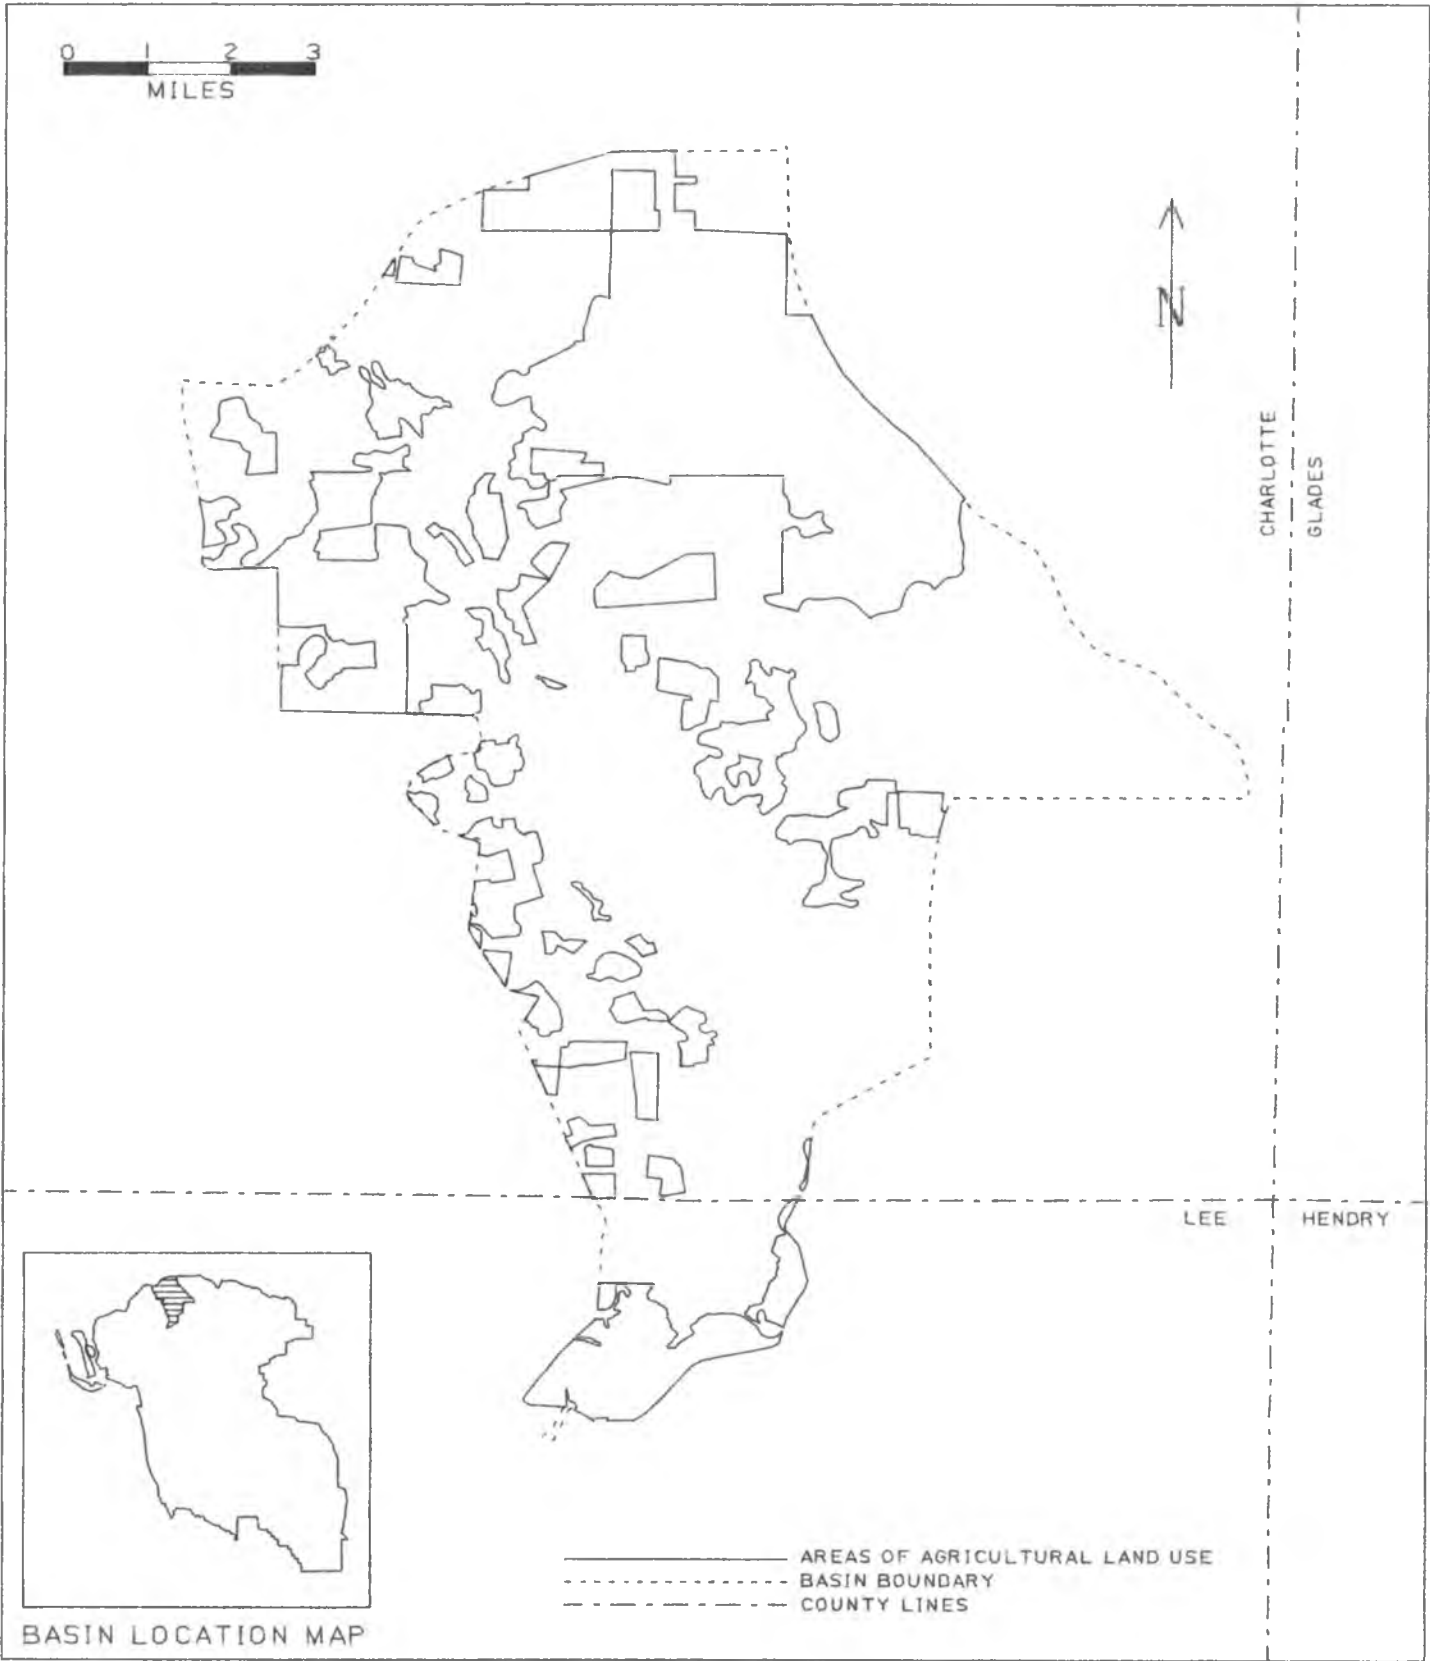 0 1 2 3
MILES
N
CHARLOTTE
GLADES
LEE HENDRY
AREAS OF AGRICULTURAL LAND USE
BASIN BOUNDARY
COUNTY LINES
BASIN LOCATION MAP